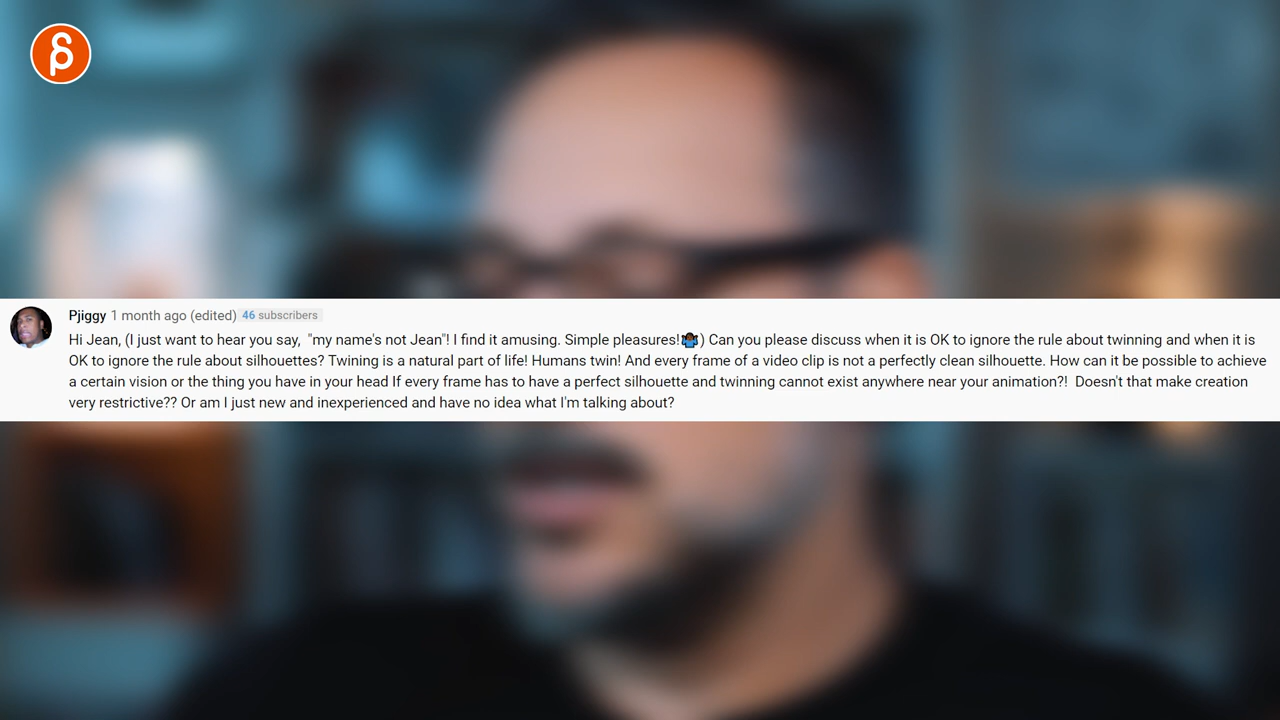 Pjiggy 1 month ago (edited) 46 subscribers
Hi Jean, (I just want to hear you say, "my name's not Jean"! I find it amusing. Simple pleasures!🤷🏿‍♂️) Can you please discuss when it is OK to ignore the rule about twinning and when it is
OK to ignore the rule about silhouettes? Twining is a natural part of life! Humans twin! And every frame of a video clip is not a perfectly clean silhouette. How can it be possible to achieve
a certain vision or the thing you have in your head If every frame has to have a perfect silhouette and twinning cannot exist anywhere near your animation?! Doesn't that make creation
very restrictive?? Or am I just new and inexperienced and have no idea what I'm talking about?